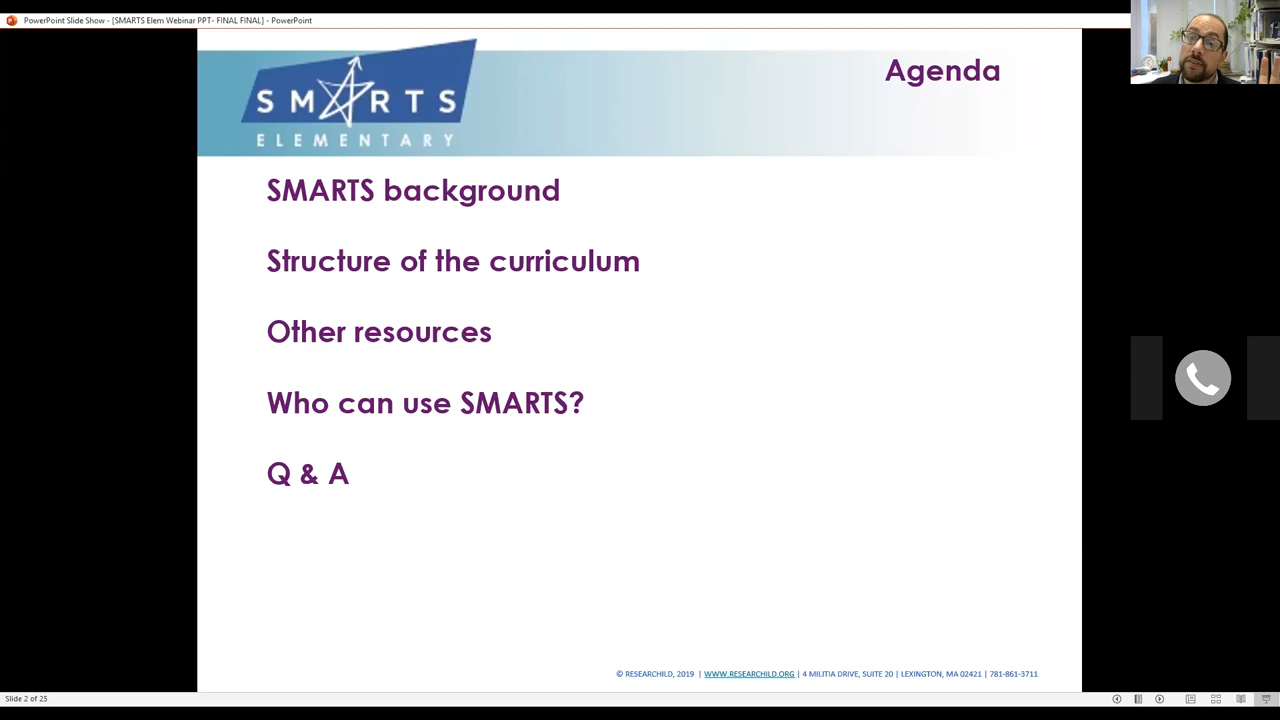 PowerPoint Slide Show - [SMARTS Elem Webinar PPT- FINAL FINAL] - PowerPoint
Agenda
SMARTS
ELEMENTARY
SMARTS background
Structure of the curriculum
Other resources
Who can use SMARTS?
Q & A
© RESEARCHILD, 2019 | WWW.RESEARCHILD.ORG | 4 MILITIA DRIVE, SUITE 20 | LEXINGTON, MA 02421 | 781-861-3711
Slide 2 of 25